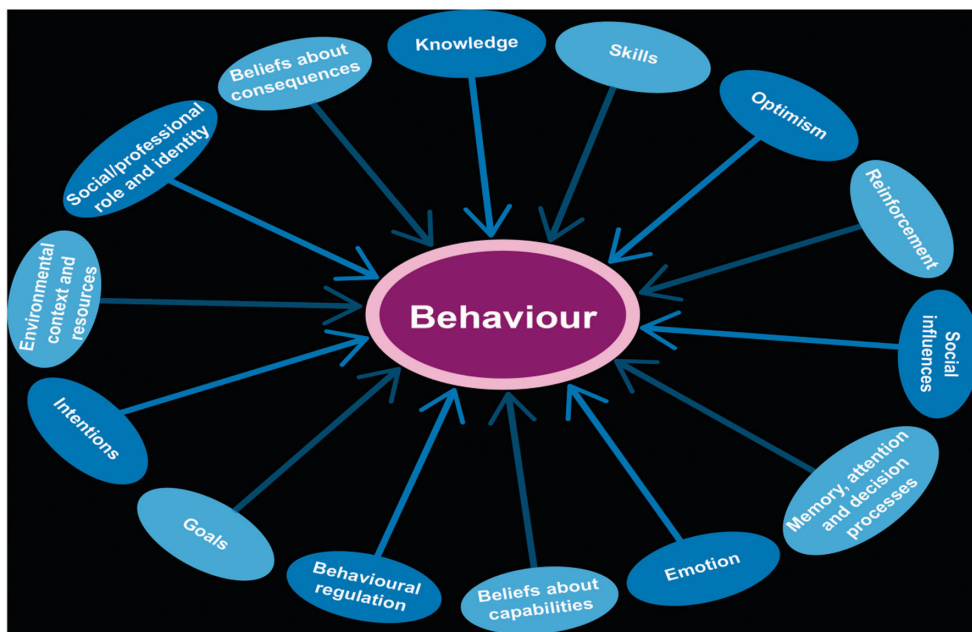 Knowledge
Skills
Optimism
Reinforcement
Social
influences
Memory, attention
and decision
processes
Emotion
Beliefs about
capabilities
Behavioural
regulation
Goals
Intentions
Environmental
context and
resources
Social/professional
role and identity
Beliefs about
consequences
Behaviour